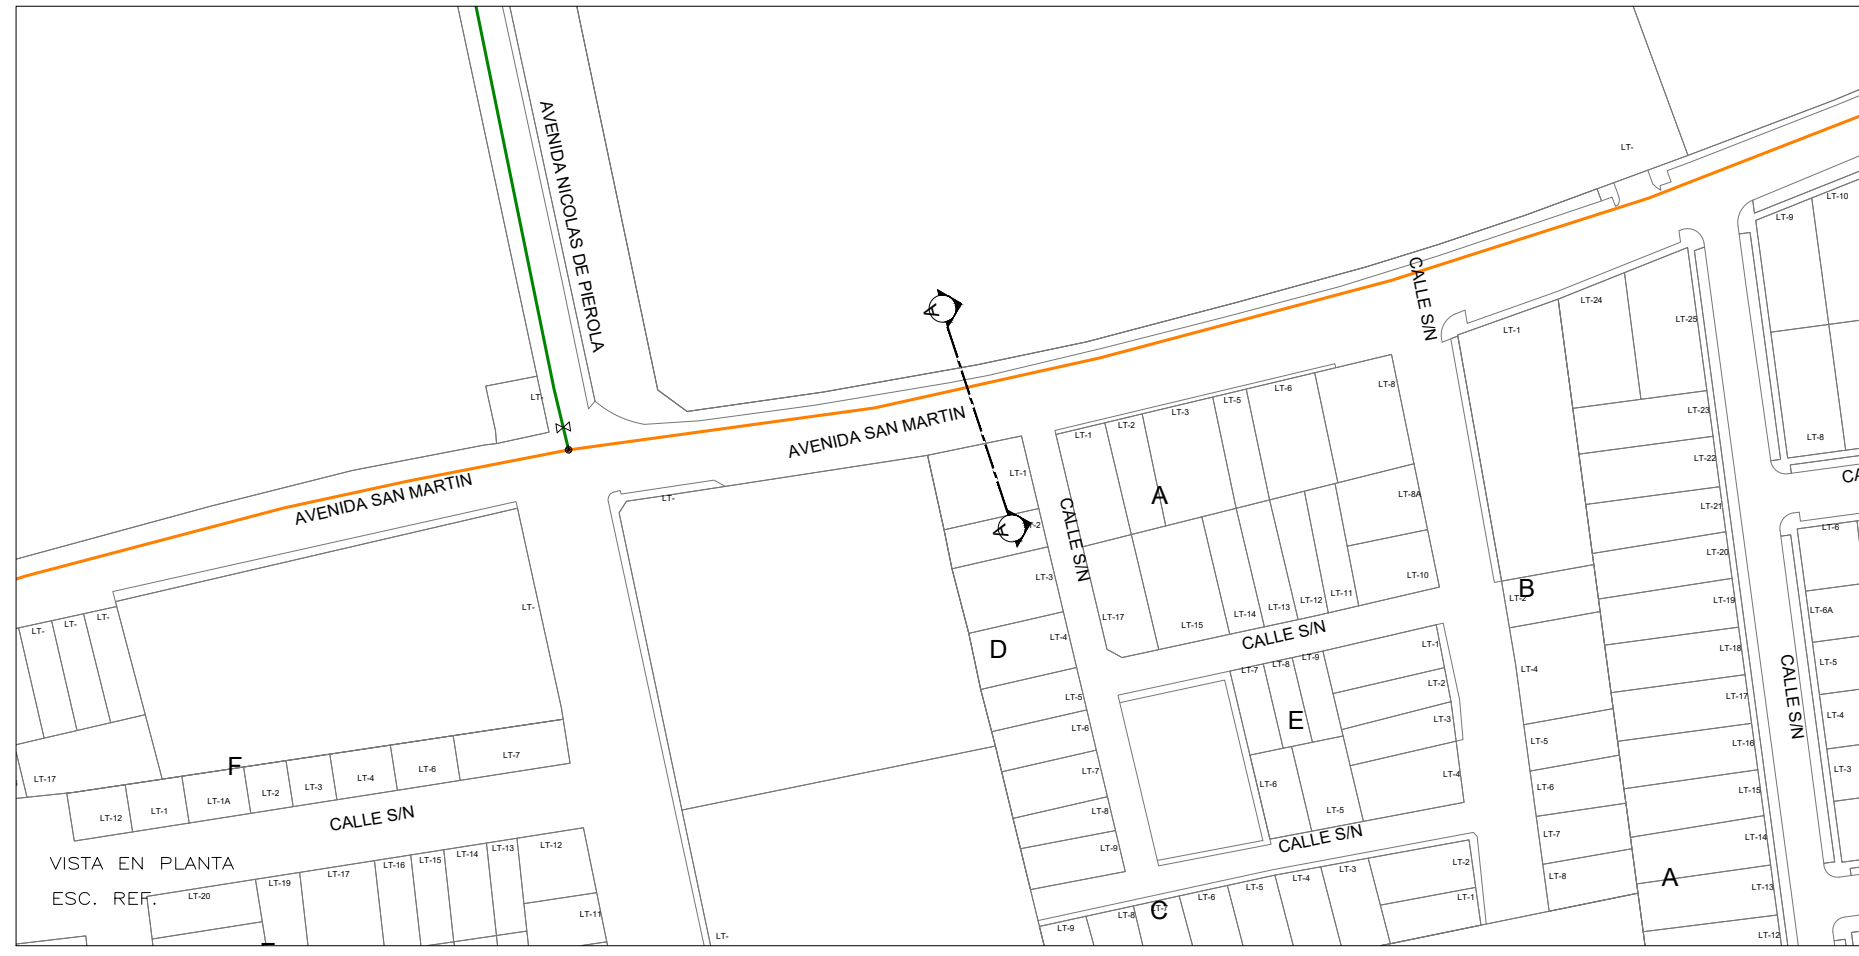 AVENIDA NICOLAS DE PIEROLA
AVENIDA SAN MARTIN
AVENIDA SAN MARTIN
CALLE S/N
CALLE S/N
CALLE S/N
CALLE S/N
CALLE S/N
CALLE S/N
CA
A
A
LT-
LT-
LT-
LT-
LT-
LT-
LT-
LT-17
F
LT-12
LT-1
LT-1A
LT-2
LT-3
LT-4
LT-6
LT-7
VISTA EN PLANTA
ESC. REF.
LT-20
LT-19
LT-17
LT-16
LT-15
LT-14
LT-13
LT-12
LT-11
LT-
D
LT-1
LT-2
LT-3
LT-4
LT-5
LT-6
LT-7
LT-8
LT-9
A
LT-1
LT-2
LT-3
LT-5
LT-6
LT-8
LT-8A
LT-10
LT-11
LT-12
LT-13
LT-14
LT-15
LT-17
E
LT-7
LT-8
LT-9
LT-1
LT-2
LT-3
LT-4
LT-5
LT-6
C
LT-9
LT-8
LT-7
LT-6
LT-5
LT-4
LT-3
LT-2
LT-1
B
LT-1
LT-2
LT-4
LT-5
LT-6
LT-7
LT-8
LT-24
LT-25
LT-23
LT-22
LT-21
LT-20
LT-19
LT-18
LT-17
LT-16
LT-15
LT-14
LT-13
LT-12
A
LT-9
LT-10
LT-8
LT-6
LT-6A
LT-5
LT-4
LT-3